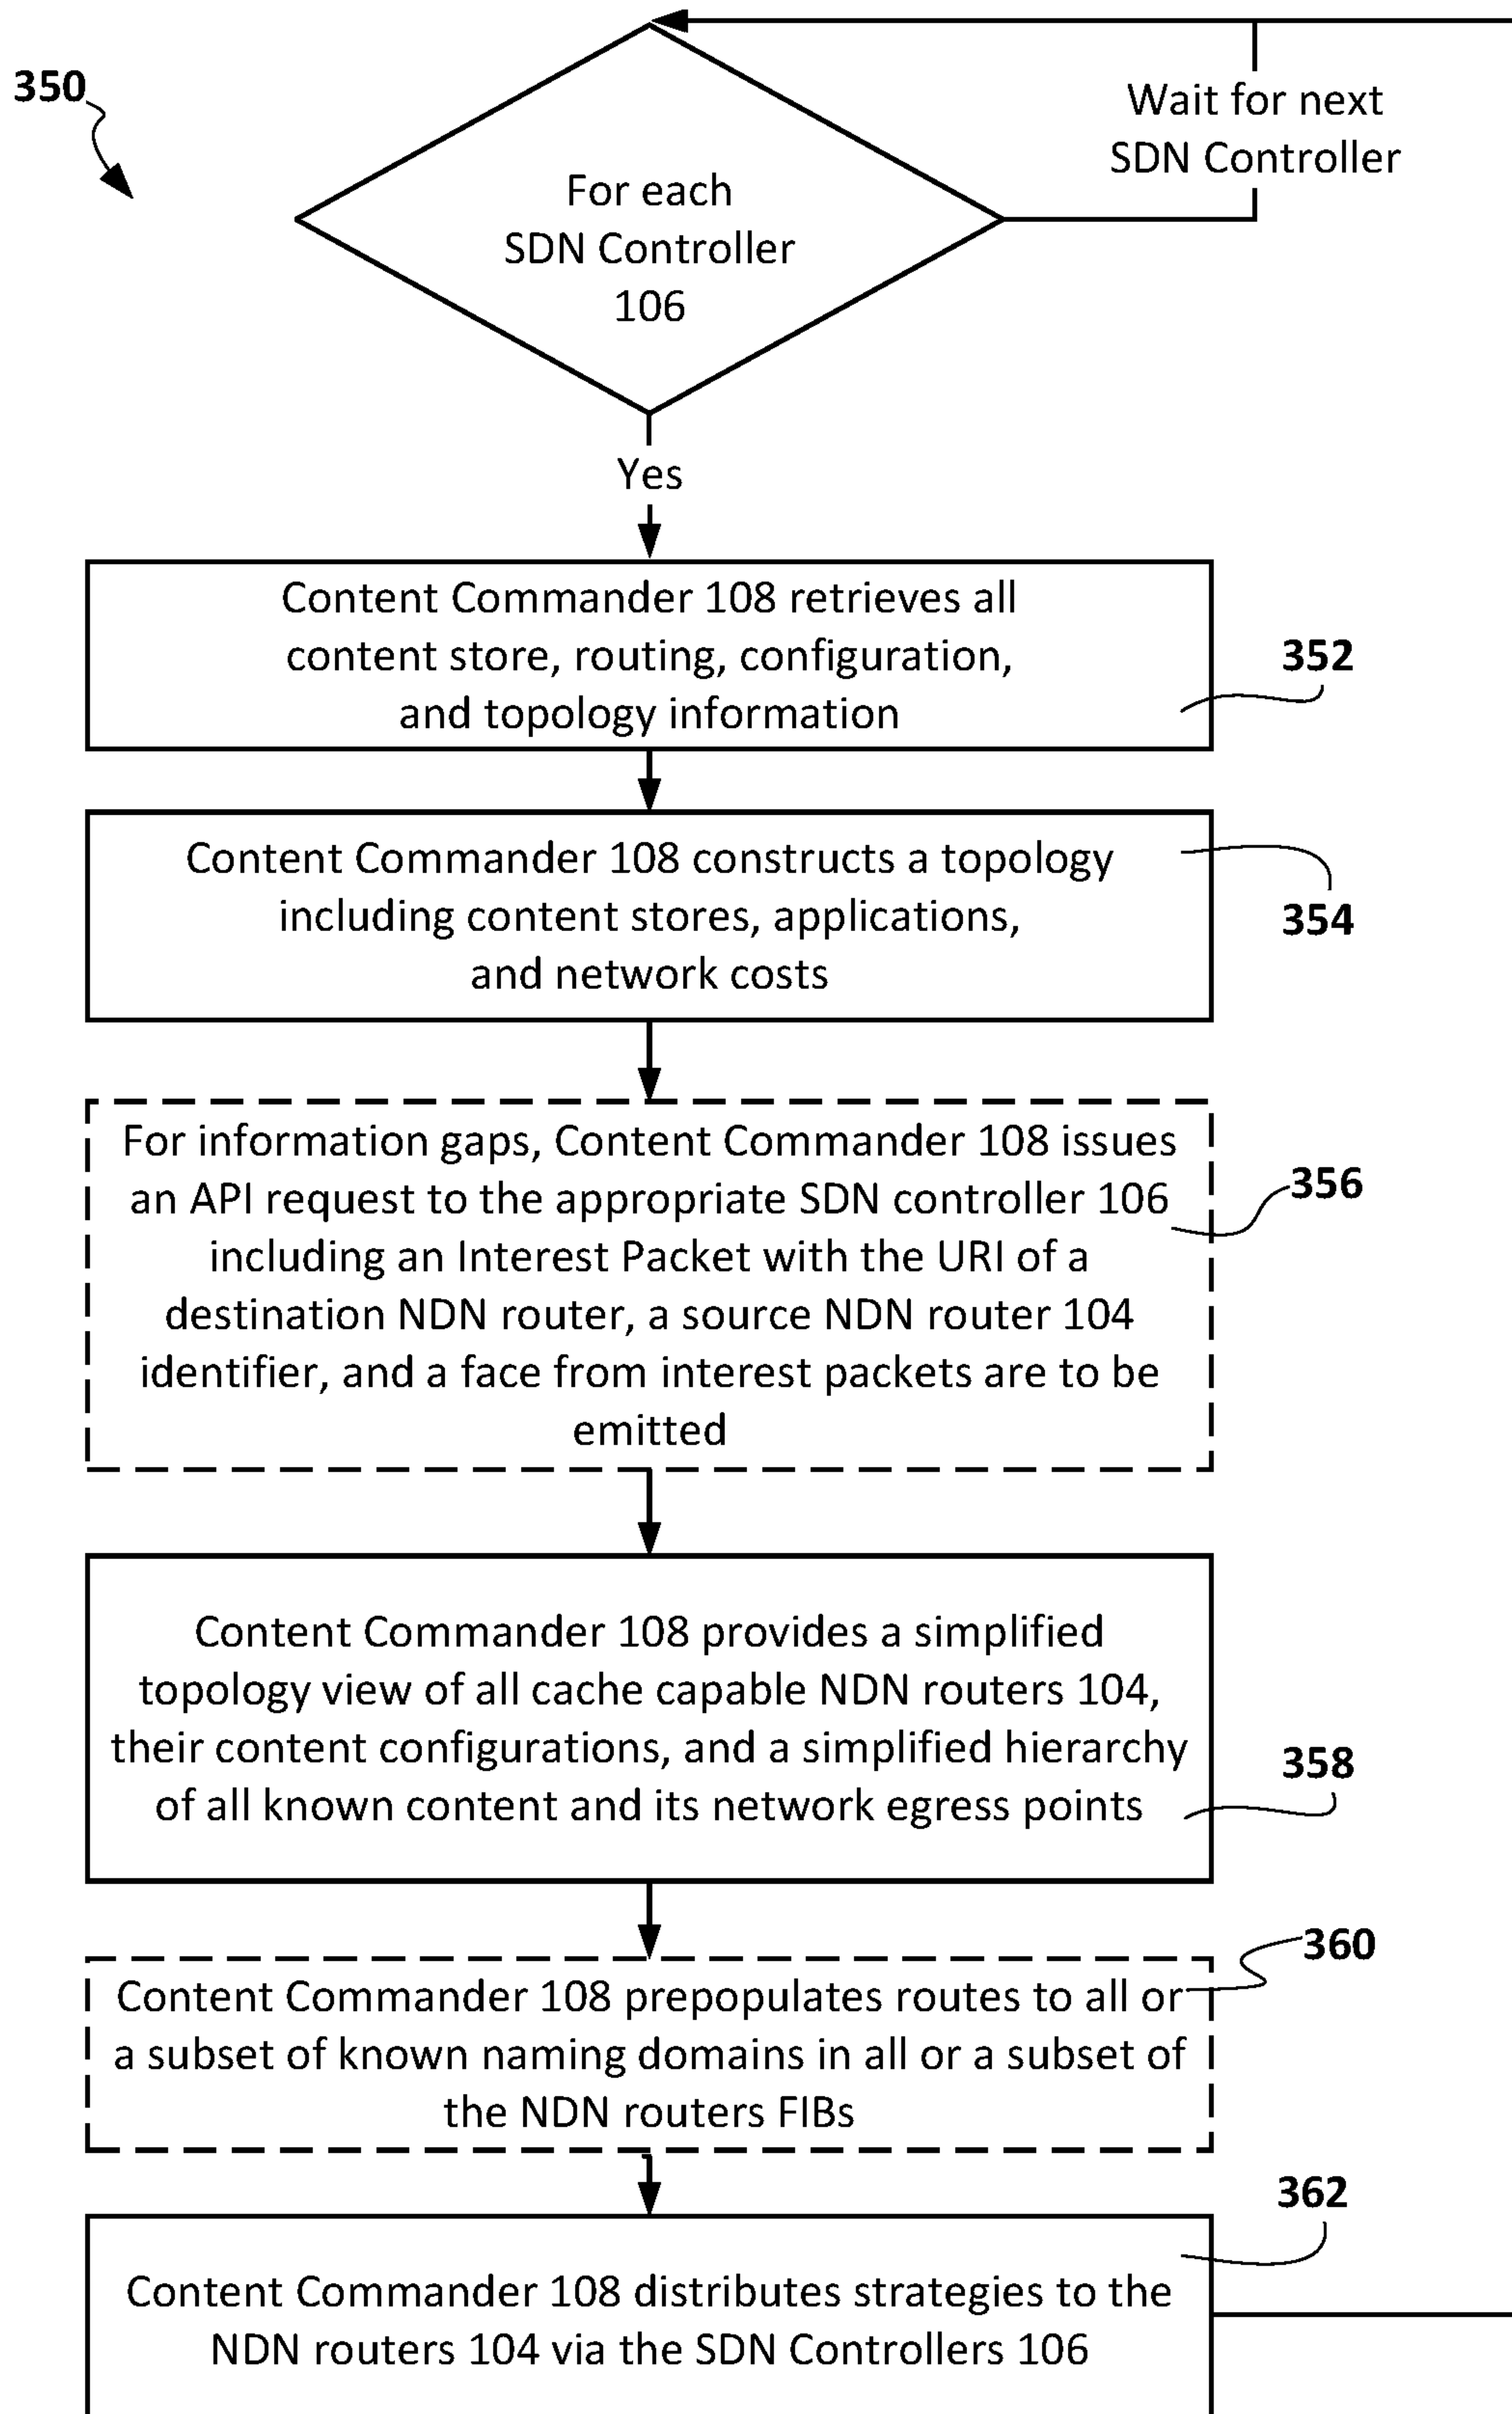 350
For each
SDN Controller
106
Wait for next
SDN Controller
Yes
Content Commander 108 retrieves all
content store, routing, configuration,
and topology information
352
Content Commander 108 constructs a topology
including content stores, applications,
and network costs
354
For information gaps, Content Commander 108 issues
an API request to the appropriate SDN controller 106
including an Interest Packet with the URI of a
destination NDN router, a source NDN router 104
identifier, and a face from interest packets are to be
emitted
356
Content Commander 108 provides a simplified
topology view of all cache capable NDN routers 104,
their content configurations, and a simplified hierarchy
of all known content and its network egress points
358
Content Commander 108 prepopulates routes to all or
a subset of known naming domains in all or a subset of
the NDN routers FIBs
360
Content Commander 108 distributes strategies to the
NDN routers 104 via the SDN Controllers 106
362